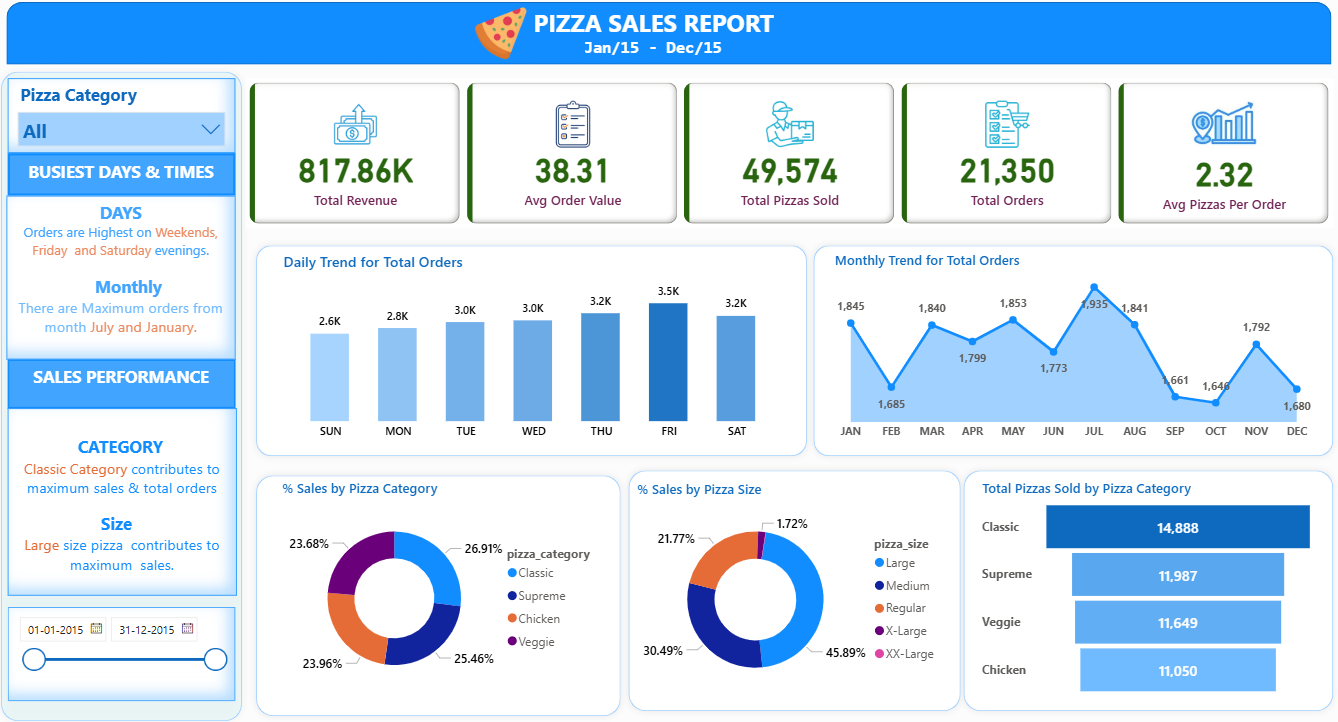 PIZZA SALES REPORT
Jan/15 - Dec/15
Pizza Category
All
BUSIEST DAYS & TIMES
DAYS
Orders are Highest on Weekends,
Friday and Saturday evenings.
Monthly
There are Maximum orders from
month July and January.
SALES PERFORMANCE
CATEGORY
Classic Category contributes to
maximum sales & total orders
Size
Large size pizza contributes to
maximum sales.
01-01-2015
31-12-2015
817.86K
Total Revenue
38.31
Avg Order Value
49,574
Total Pizzas Sold
21,350
Total Orders
2.32
Avg Pizzas Per Order
Daily Trend for Total Orders
2.6K
2.8K
3.0K
3.0K
3.2K
3.5K
3.2K
SUN
MON
TUE
WED
THU
FRI
SAT
Monthly Trend for Total Orders
1,845
1,685
1,840
1,799
1,853
1,773
1,935
1,841
1,661
1,646
1,792
1,680
JAN
FEB
MAR
APR
MAY
JUN
JUL
AUG
SEP
OCT
NOV
DEC
% Sales by Pizza Category
23.68%
26.91%
23.96%
25.46%
pizza_category
Classic
Supreme
Chicken
Veggie
% Sales by Pizza Size
1.72%
21.77%
30.49%
45.89%
pizza_size
Large
Medium
Regular
X-Large
XX-Large
Total Pizzas Sold by Pizza Category
Classic
14,888
Supreme
11,987
Veggie
11,649
Chicken
11,050